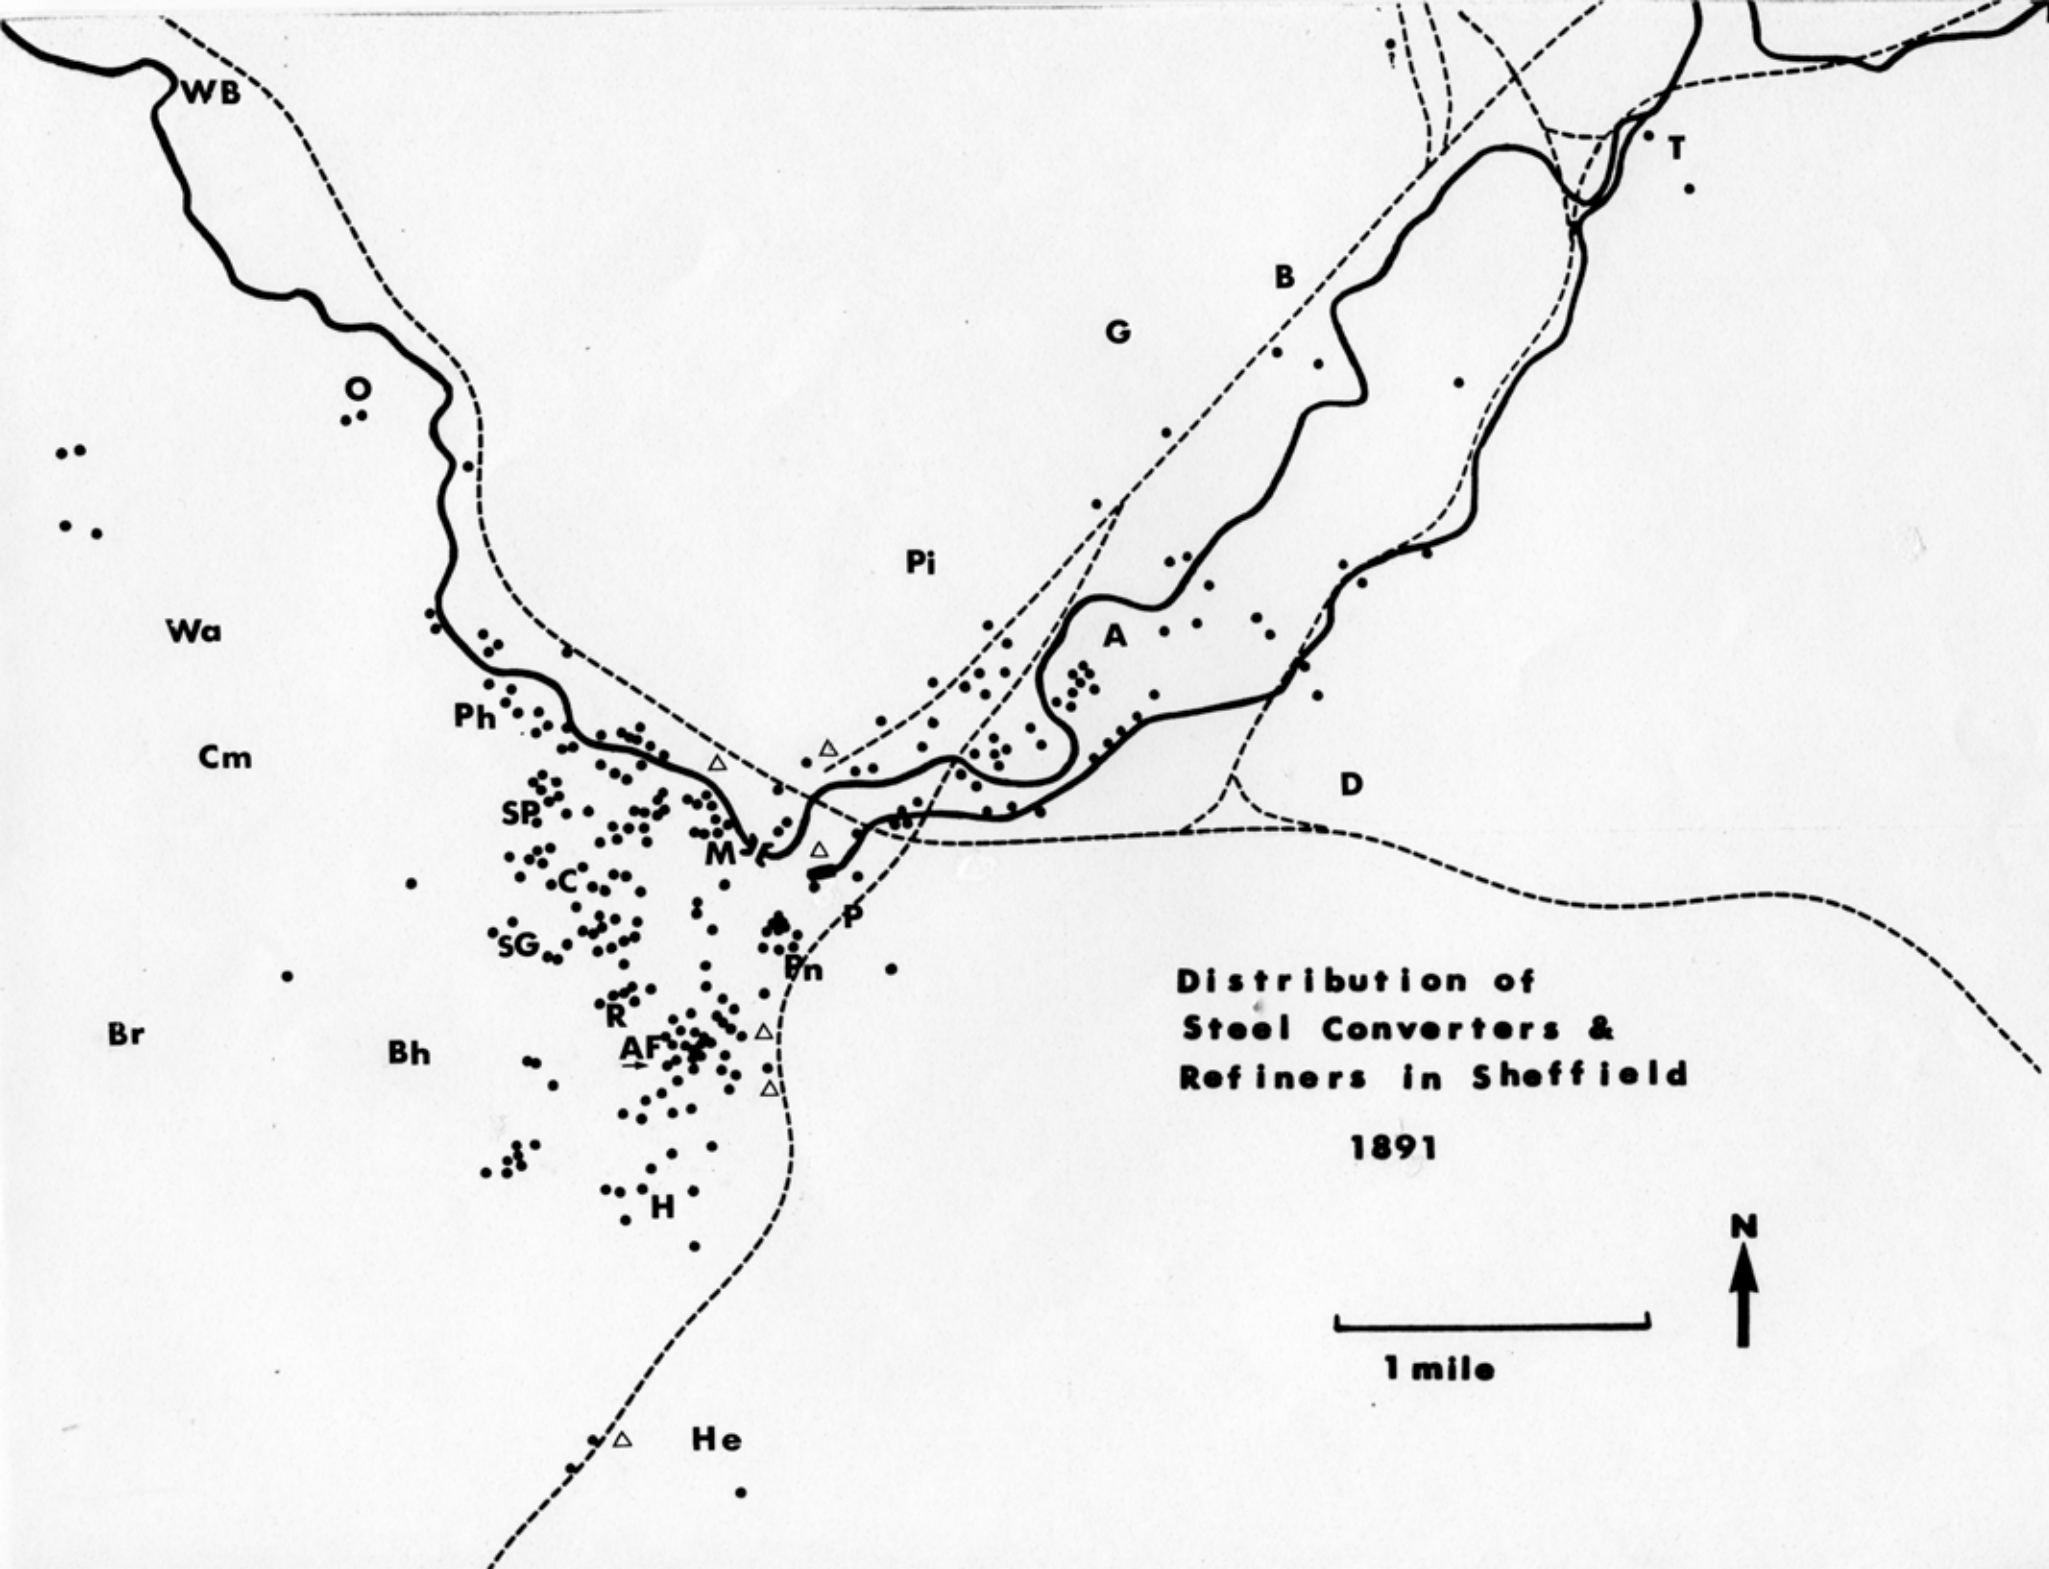 WB
T
B
G
O
Pi
Wa
A
Ph
Cm
D
SP
M
C
P
SG
Pn
Distribution of
Steel Converters &
Refiners in Sheffield
1891
R
Br
Bh
AF
H
N
1 mile
He